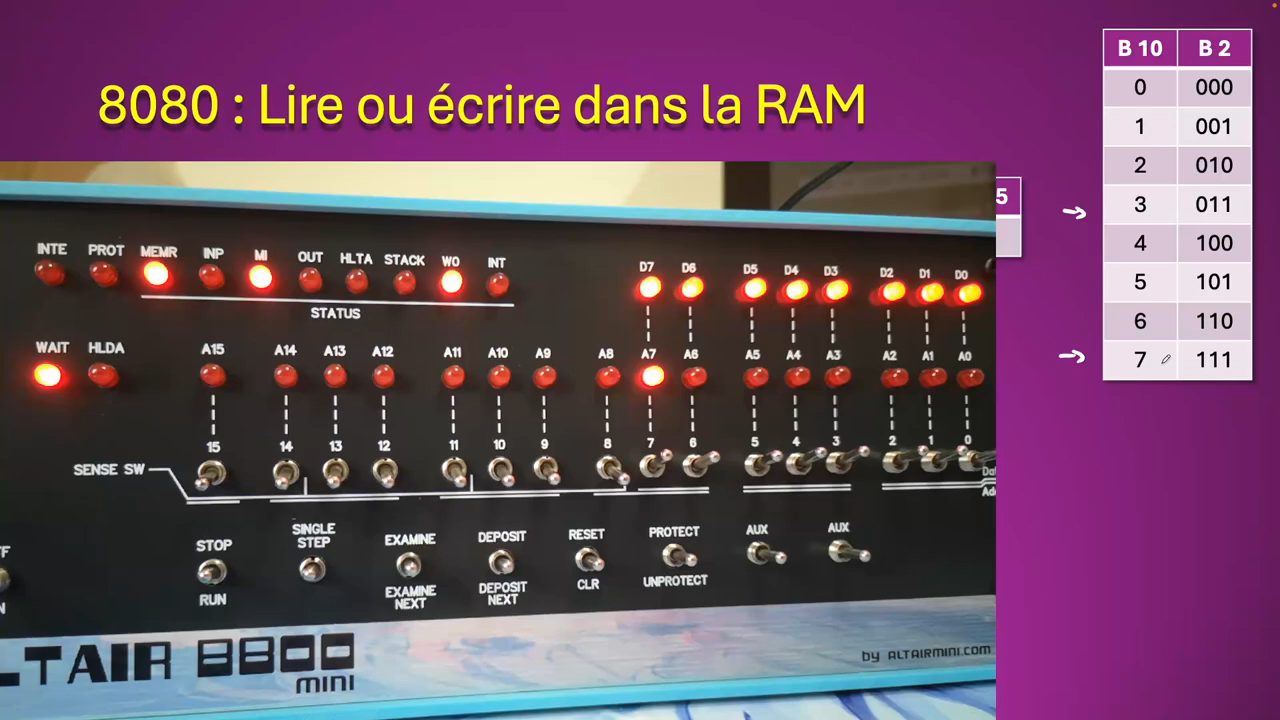 8080 : Lire ou écrire dans la RAM
B 10 B 2
0 000
1 001
2 010
3 011
4 100
5 101
6 110
7 111
5
INTE PROT MEMR INP MI OUT HLTA STACK WO INT
D7 D6 D5 D4 D3 D2 D1 D0
STATUS
WAIT HLDA A15 A14 A13 A12 A11 A10 A9 A8 A7 A6 A5 A4 A3 A2 A1 A0
15 14 13 12 11 10 9 8 7 6 5 4 3 2 1 0
SENSE SW
STOP SINGLE STEP EXAMINE DEPOSIT RESET PROTECT AUX AUX
RUN EXAMINE NEXT DEPOSIT NEXT CLR UNPROTECT
LTAIR 8800
mini
by ALTAIRMINI.COM